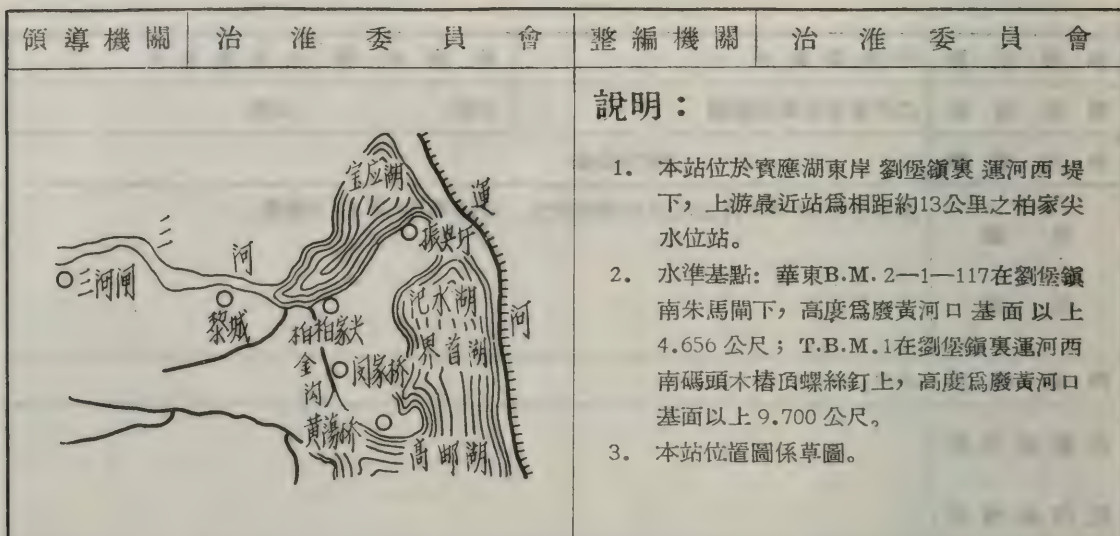 領導機關 治淮委員會 整編機關 治淮委員會
說明：
1. 本站位於寶應湖東岸 劉堡鎮裏 運河西堤
下，上游最近站爲相距約13公里之柏家尖
水位站。
2. 水準基點：華東B.M.2—1—117在劉堡鎮
南朱馬閘下，高度爲廢黃河口基面以上
4.656公尺；T.B.M.1在劉堡鎮裏運河西
南碼頭木樁頂螺絲釘上，高度爲廢黃河口
基面以上9.700公尺。
3. 本站位置圖係草圖。
宝应湖
運
河
振興圩
三
河
三河闸
黎城
柏家尖
氾水湖
界首湖
金
沟
闵家桥
黄蕩桥
高郵湖